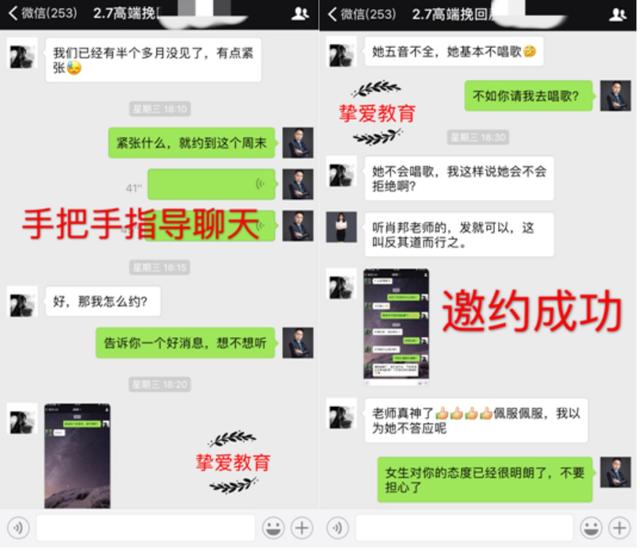 微信(253)
2.7高端挽回
我们已经有半个多月没见了，有点紧
张😓
星期三 18:10
紧张什么，就约到这个周末
41"
手把手指导聊天
星期三 18:15
好，那我怎么约?
告诉你一个好消息，想不想听
星期三 18:20
挚爱教育
微信(253)
2.7高端挽回
她五音不全，她基本不唱歌🤣
不如你请我去唱歌？
挚爱教育
星期三 18:30
她不会唱歌，我这样说她会不会
拒绝啊?
听肖邦老师的，发就可以，这
叫反其道而行之。
邀约成功
老师真神了👍👍👍👍佩服佩服，我以
为她不答应呢
女生对你的态度已经很明朗了，不要
担心了